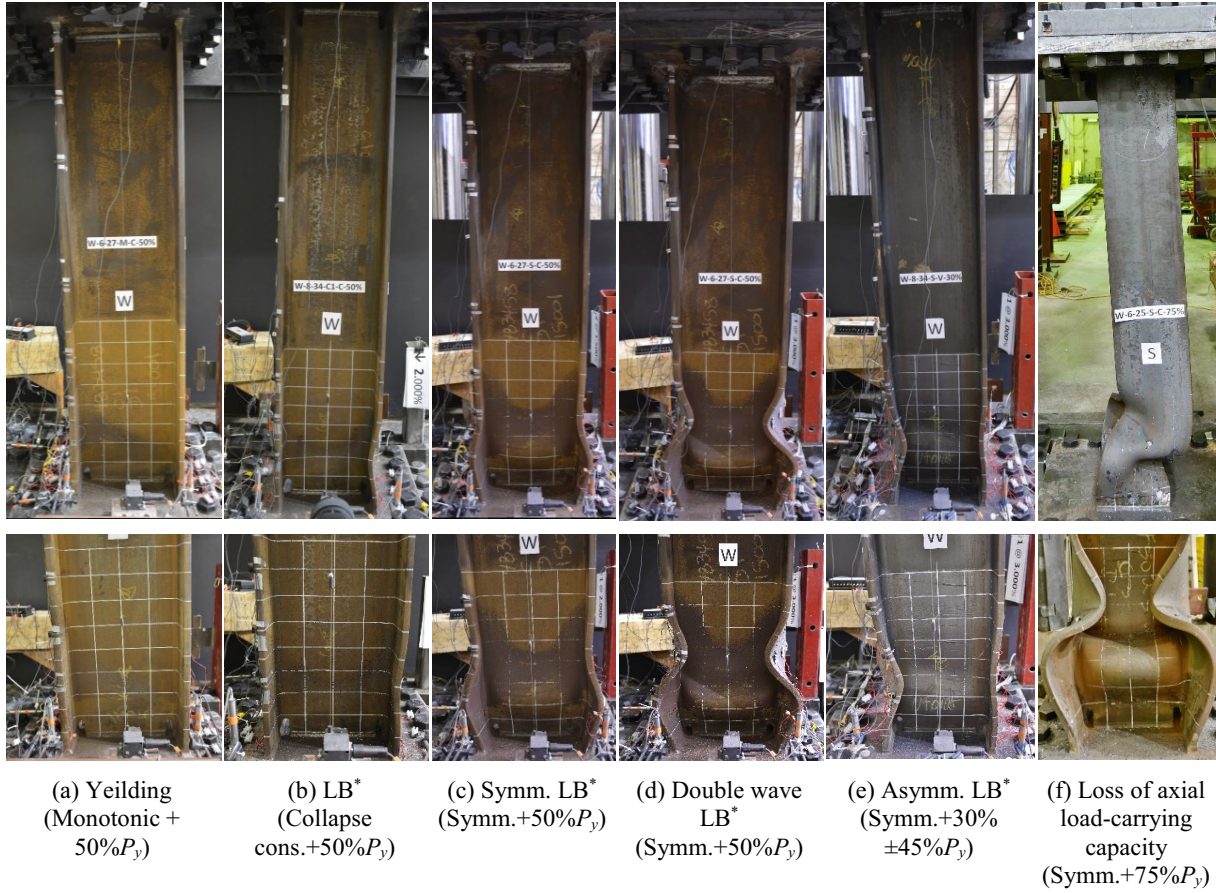 W-6-27-M-C-50%
W
W-8-34-C1-C-50%
W
2.000%
W-6-27-S-C-50%
W
W-6-27-S-C-50%
W
W-8-34-S-V-30%
W
W-6-25-S-C-75%
S
W
W
W
(a) Yeilding
(Monotonic +
50%Py)
(b) LB*
(Collapse
cons.+50%Py)
(c) Symm. LB*
(Symm.+50%Py)
(d) Double wave
LB*
(Symm.+50%Py)
(e) Asymm. LB*
(Symm.+30%
±45%Py)
(f) Loss of axial
load-carrying
capacity
(Symm.+75%Py)